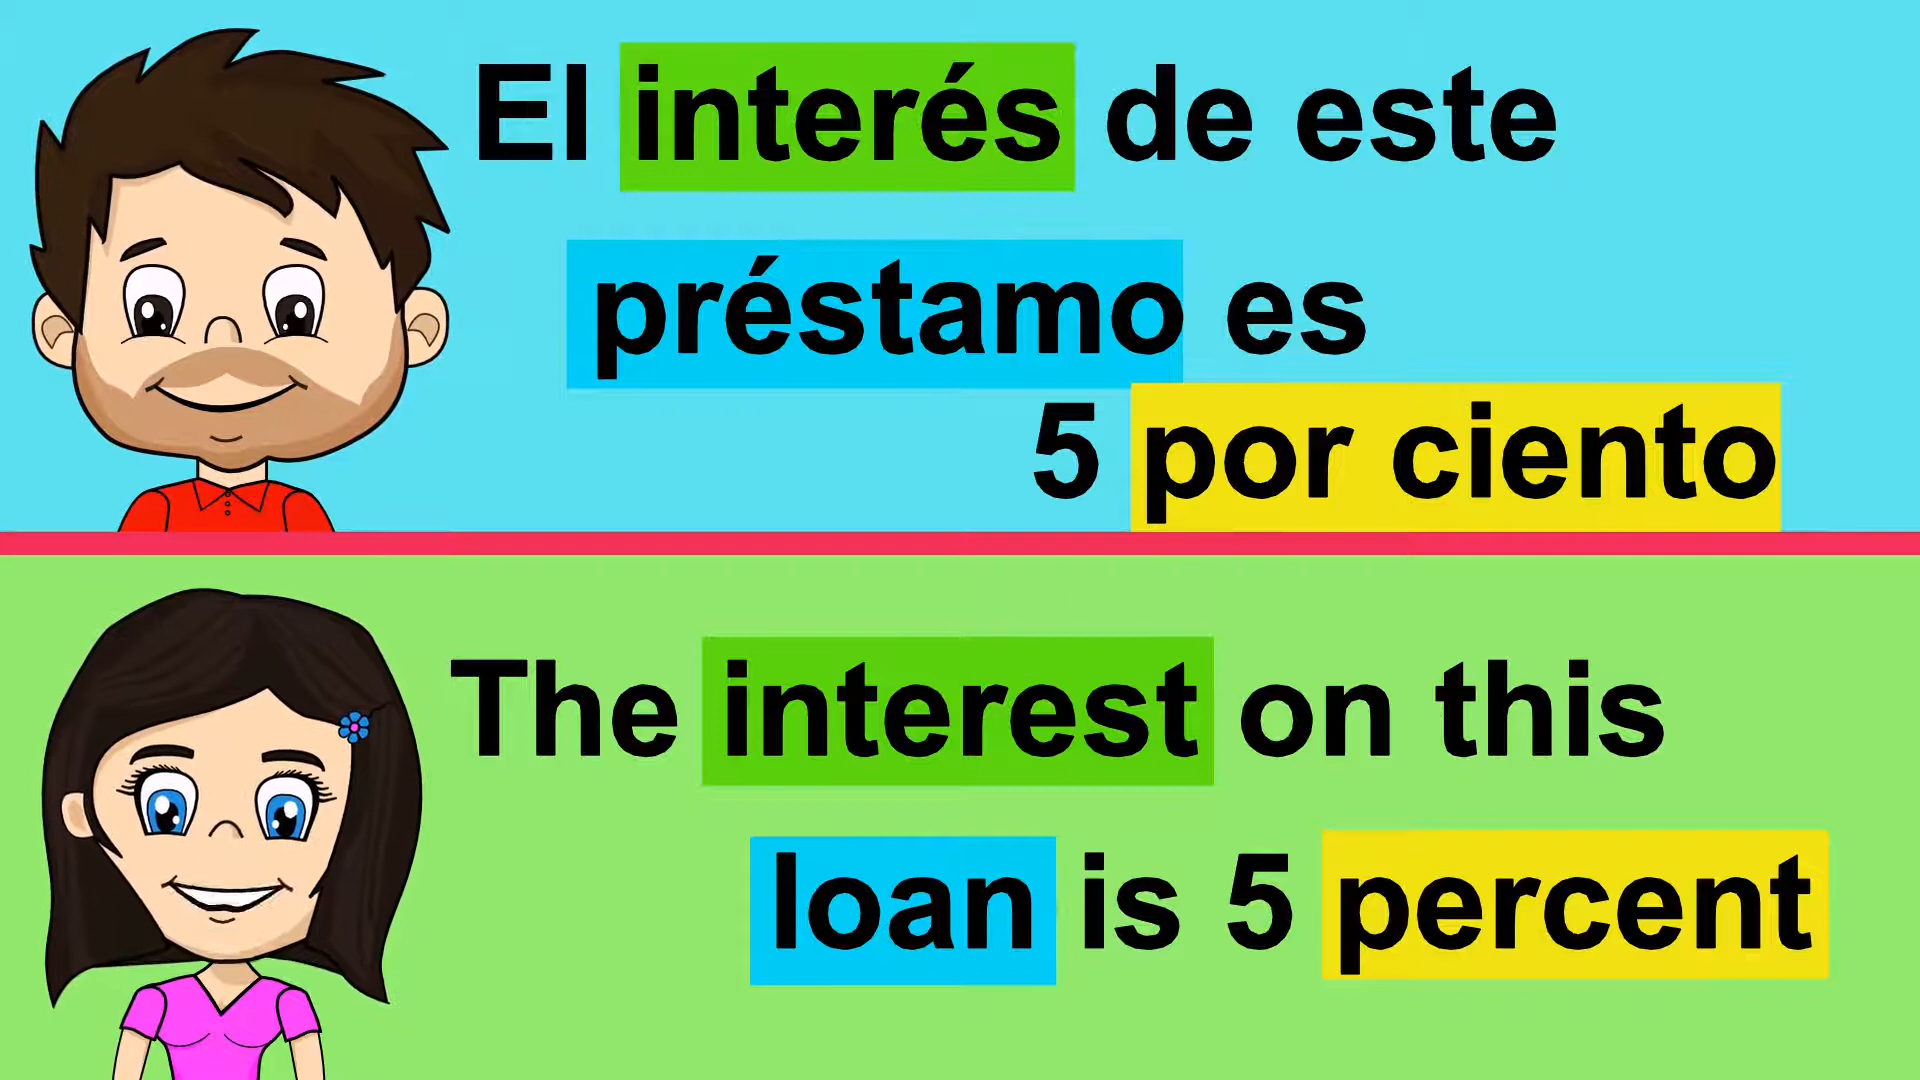 El interés de este
préstamo es
5 por ciento
The interest on this
loan is 5 percent